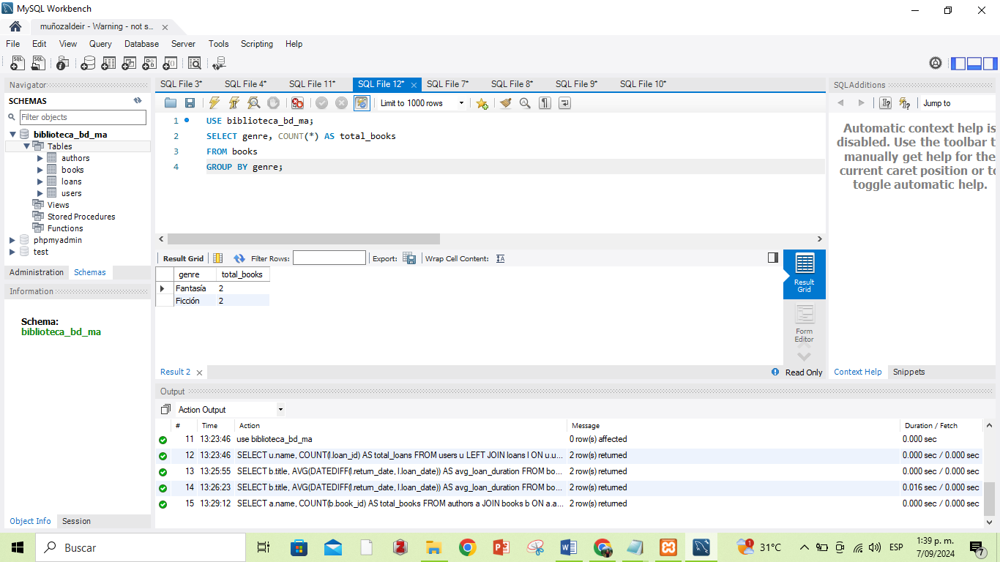 MySQL Workbench
muñozaldeir - Warning - not s...
File Edit View Query Database Server Tools Scripting Help
Navigator
SCHEMAS
Filter objects
biblioteca_bd_ma
Tables
authors
books
loans
users
Views
Stored Procedures
Functions
phpmyadmin
test
Administration Schemas
Information
Schema:
biblioteca_bd_ma
Object Info Session
SQL File 3* SQL File 4* SQL File 11* SQL File 12* SQL File 7* SQL File 8* SQL File 9* SQL File 10*
Limit to 1000 rows
1 USE biblioteca_bd_ma;
2 SELECT genre, COUNT(*) AS total_books
3 FROM books
4 GROUP BY genre;
Result Grid Filter Rows: Export: Wrap Cell Content:
genre total_books
Fantasía 2
Ficción 2
Result Grid
Form Editor
Result 2
Read Only
SQLAdditions
Jump to
Automatic context help is
disabled. Use the toolbar t
manually get help for the
current caret position or to
toggle automatic help.
Context Help Snippets
Output
Action Output
# Time Action Message Duration / Fetch
11 13:23:46 use biblioteca_bd_ma 0 row(s) affected 0.000 sec
12 13:23:46 SELECT u.name, COUNT(l.loan_id) AS total_loans FROM users u LEFT JOIN loans l ON u.u... 2 row(s) returned 0.000 sec / 0.000 sec
13 13:25:55 SELECT b.title, AVG(DATEDIFF(l.return_date, l.loan_date)) AS avg_loan_duration FROM bo... 2 row(s) returned 0.000 sec / 0.000 sec
14 13:26:23 SELECT b.title, AVG(DATEDIFF(l.return_date, l.loan_date)) AS avg_loan_duration FROM bo... 2 row(s) returned 0.016 sec / 0.000 sec
15 13:29:12 SELECT a.name, COUNT(b.book_id) AS total_books FROM authors a JOIN books b ON a.a... 2 row(s) returned 0.000 sec / 0.000 sec
Buscar
31°C
ESP
1:39 p. m.
7/09/2024
7